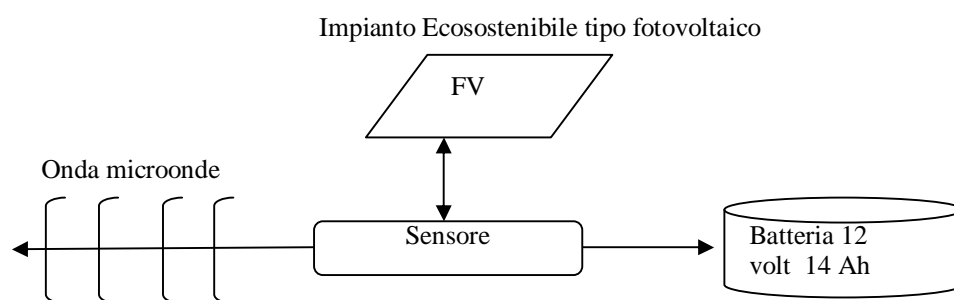 Impianto Ecosostenibile tipo fotovoltaico
FV
Onda microonde
Sensore
Batteria 12
volt 14 Ah